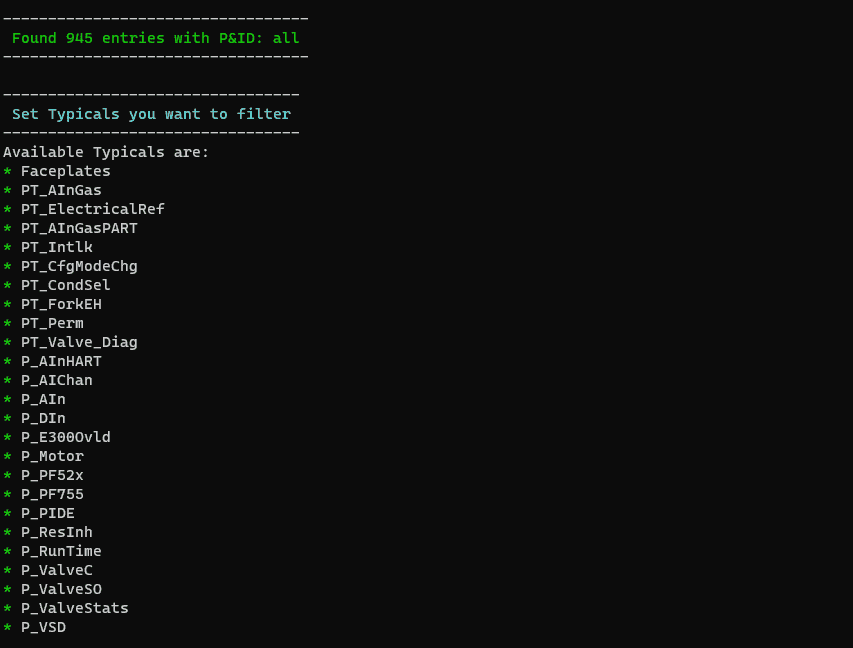 ----------------------------------
Found 945 entries with P&ID: all
----------------------------------
---------------------------------
Set Typicals you want to filter
---------------------------------
Available Typicals are:
* Faceplates
* PT_AInGas
* PT_ElectricalRef
* PT_AInGasPART
* PT_Intlk
* PT_CfgModeChg
* PT_CondSel
* PT_ForkEH
* PT_Perm
* PT_Valve_Diag
* P_AInHART
* P_AIChan
* P_AIn
* P_DIn
* P_E300Ovld
* P_Motor
* P_PF52x
* P_PF755
* P_PIDE
* P_ResInh
* P_RunTime
* P_ValveC
* P_ValveSO
* P_ValveStats
* P_VSD